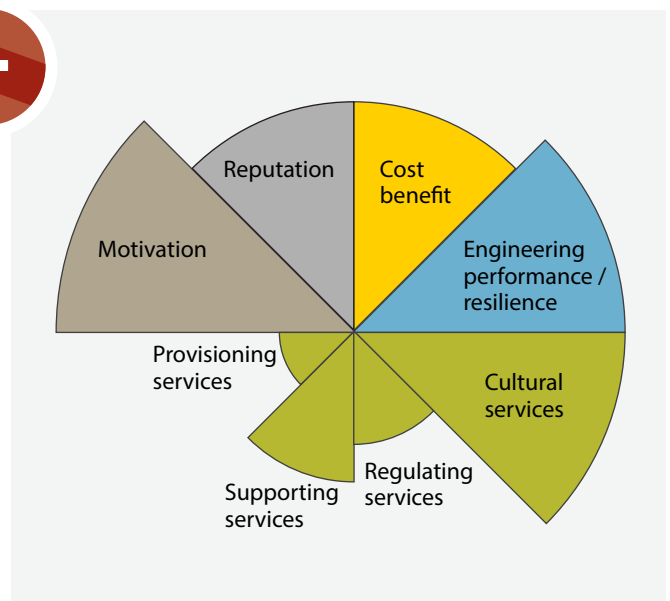 Reputation
Cost
benefit
Motivation
Engineering
performance /
resilience
Provisioning
services
Cultural
services
Supporting
services
Regulating
services